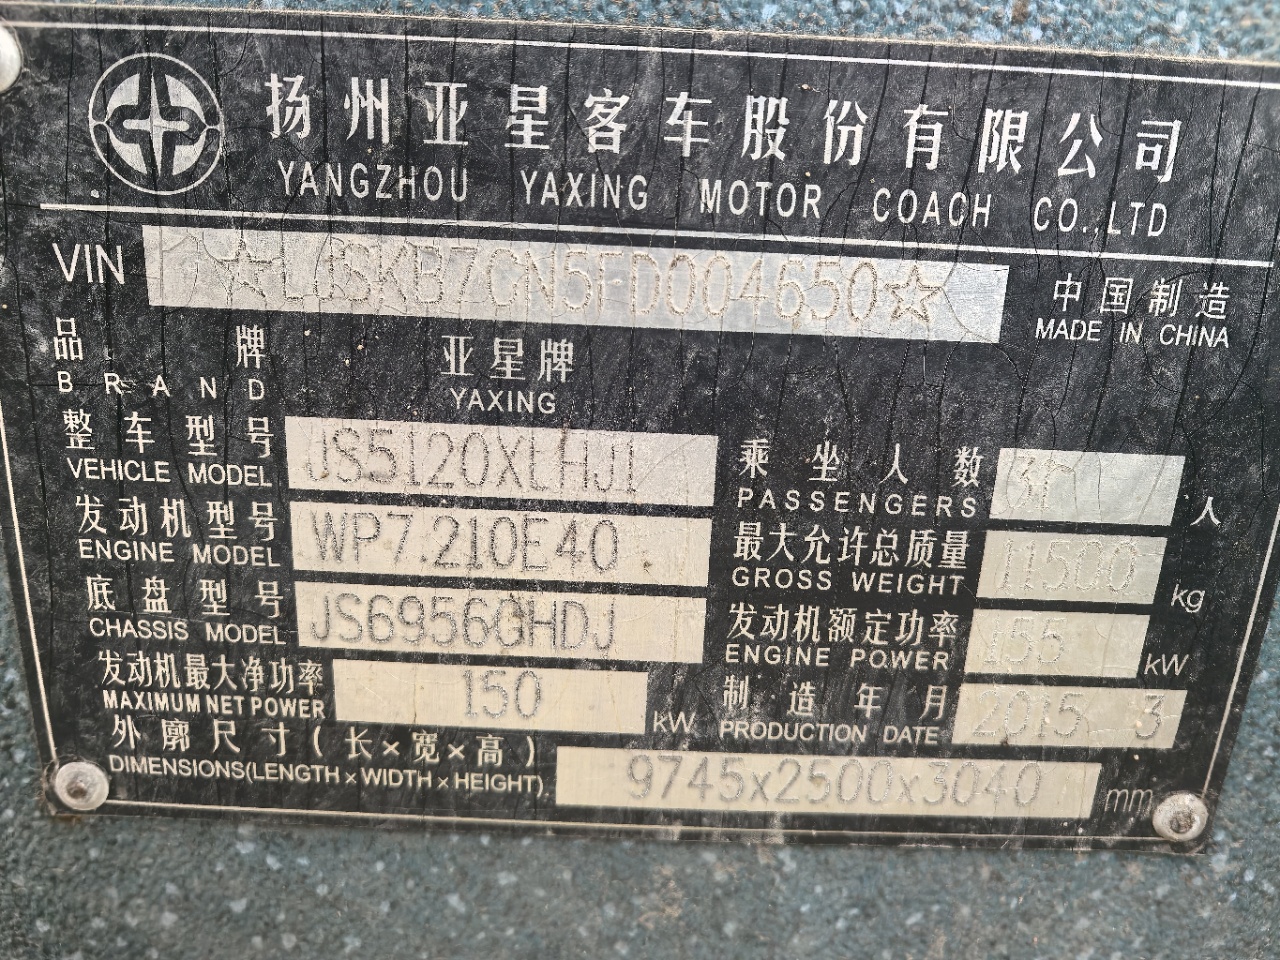 扬州亚星客车股份有限公司
YANGZHOU YAXING MOTOR COACH CO.,LTD
VIN ☆LJSKB7GN5FD004650☆
中国制造
MADE IN CHINA
品牌 亚星牌
BRAND YAXING
整车型号 JS5120XLHJ1
VEHICLE MODEL
乘坐人数 31 人
PASSENGERS
发动机型号 WP7.210E40
ENGINE MODEL
最大允许总质量 11500 kg
GROSS WEIGHT
底盘型号 JS6956GHDJ
CHASSIS MODEL
发动机额定功率 155 kW
ENGINE POWER
发动机最大净功率 150 kW
MAXIMUM NET POWER
制造年月 2015 3
PRODUCTION DATE
外廓尺寸(长×宽×高) 9745x2500x3040 mm
DIMENSIONS(LENGTH×WIDTH×HEIGHT)